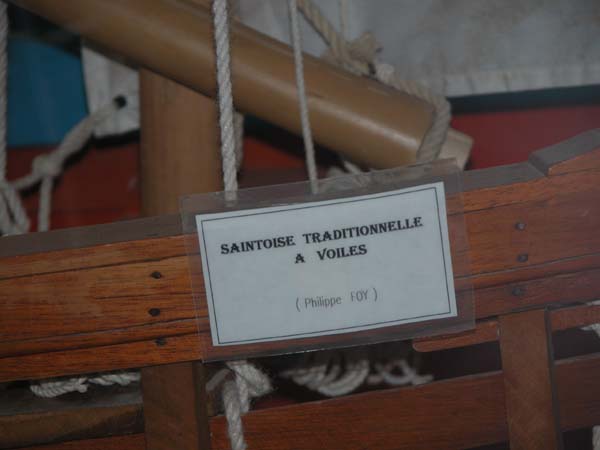 SAINTOISE TRADITIONNELLE
A VOILES
( Philippe FOY )